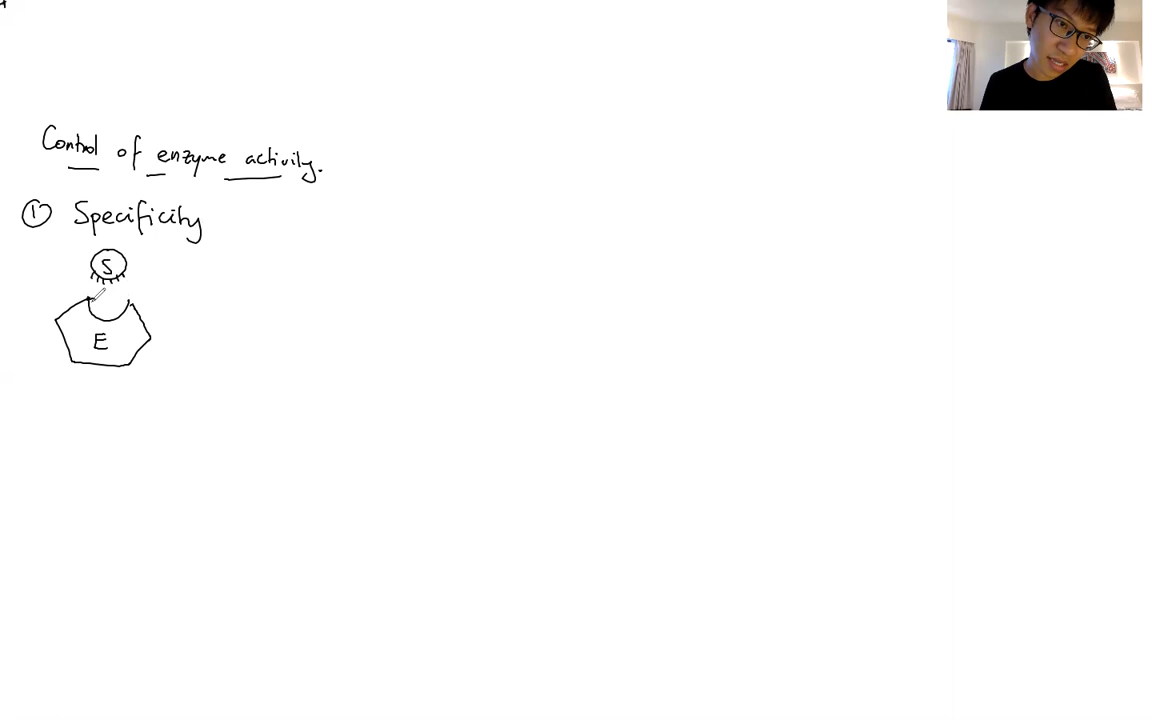 Control of enzyme activity.
① Specificity
S
E